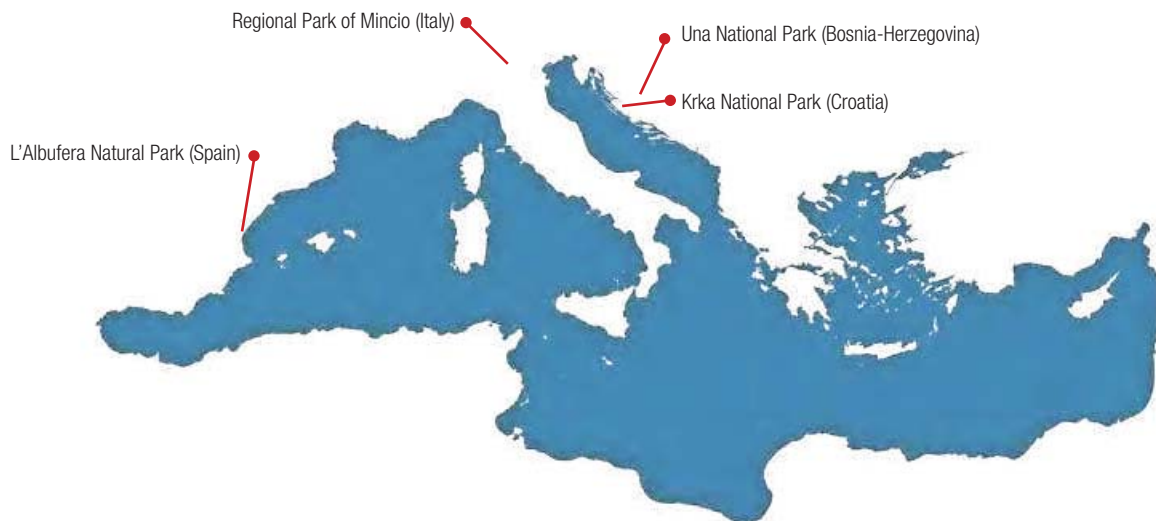 Regional Park of Mincio (Italy)
Una National Park (Bosnia-Herzegovina)
Krka National Park (Croatia)
L'Albufera Natural Park (Spain)